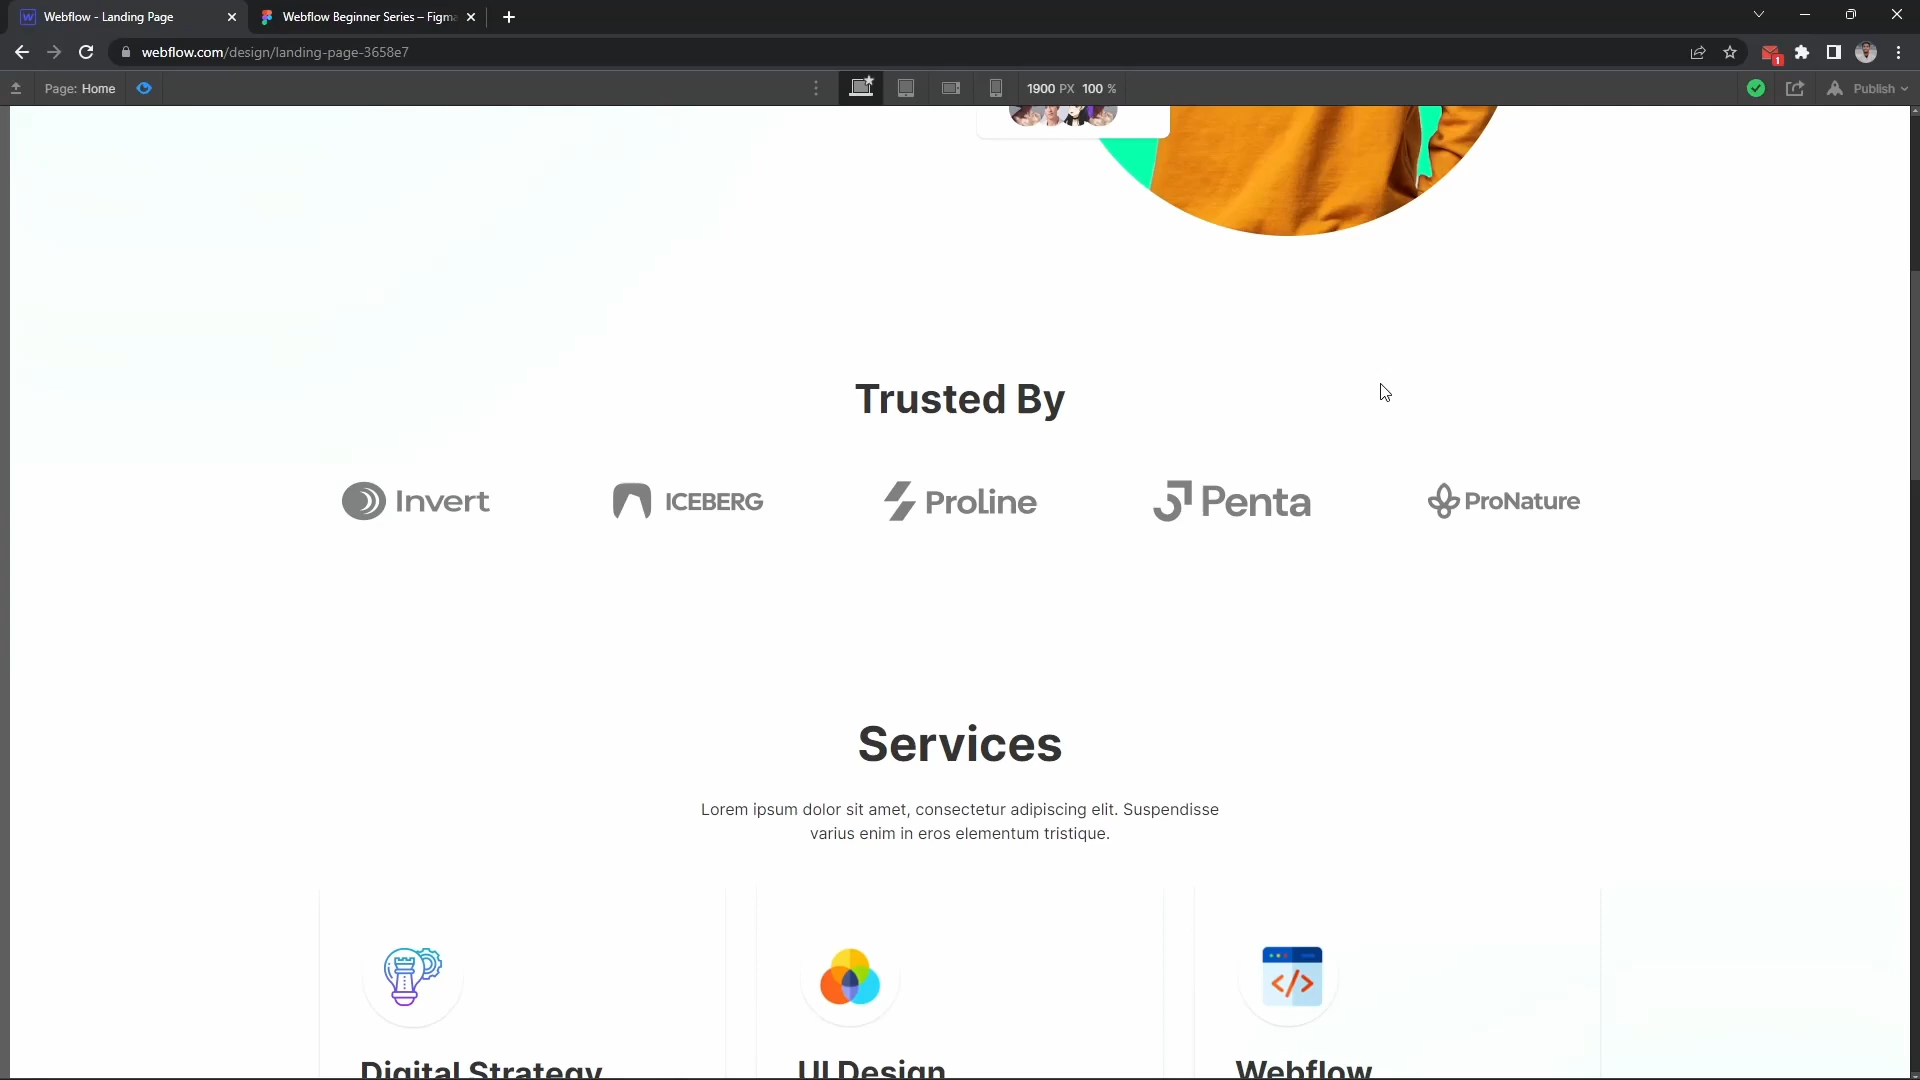 Webflow - Landing Page
Webflow Beginner Series – Figma
webflow.com/design/landing-page-3658e7
1
Page: Home
1900 PX 100 %
Publish
Trusted By
Invert
ICEBERG
ProLine
Penta
ProNature
Services
Lorem ipsum dolor sit amet, consectetur adipiscing elit. Suspendisse
varius enim in eros elementum tristique.
Digital Strategy
UI Design
Webflow